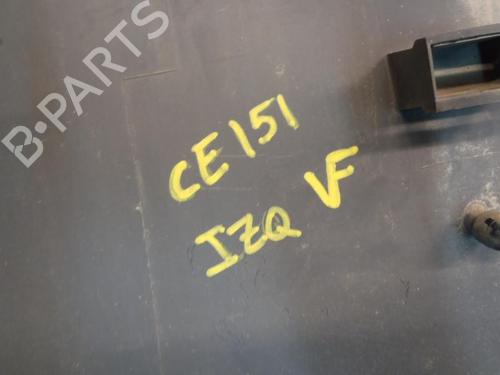 B-PARTS
CE151
IZQ VF